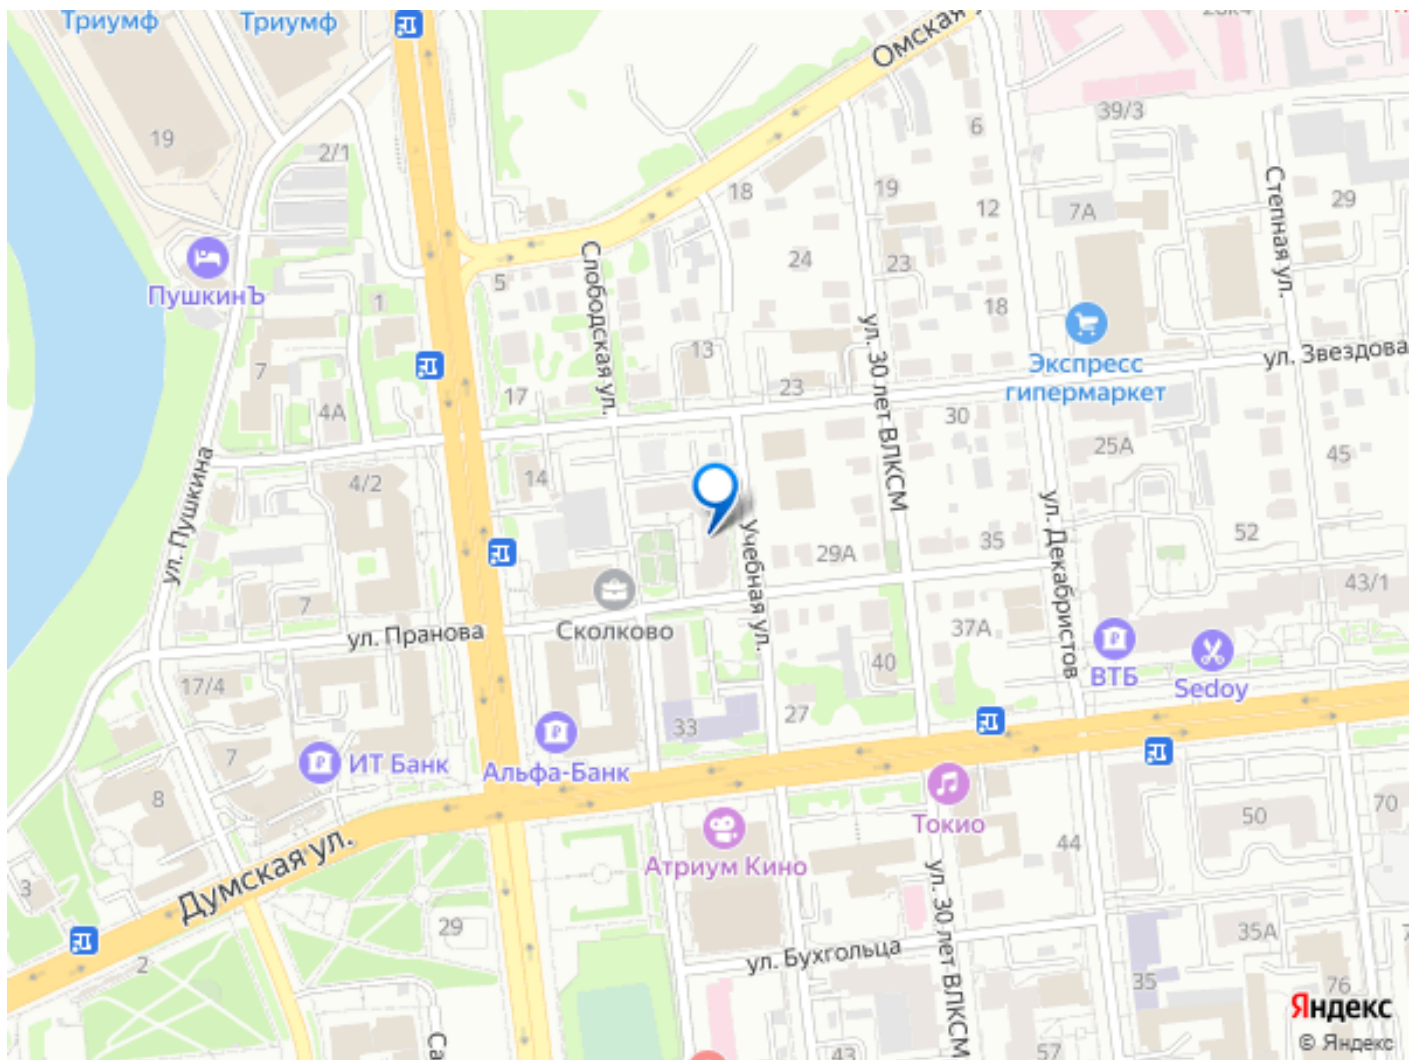 Триумф
Триумф
Омская
39/3
6
19
2/1
18
19
12
7А
29
Степная ул.
24
23
5
Слободская ул.
ПушкинЪ
1
18
ул. 30 лет ВЛКСМ
Экспресс
гипермаркет
ул. Звездова
7
4А
13
17
23
30
25А
45
ул. Пушкина
4/2
14
Учебная ул.
29А
35
ул. Декабристов
52
43/1
7
ул. Пранова
Сколково
37А
40
ВТБ
Sedoy
17/4
7
ИТ Банк
Альфа-Банк
33
27
8
Думская ул.
Атриум Кино
Токио
44
50
70
3
29
2
ул. Бухгольца
ул. 30 лет ВЛКСМ
35А
35
76
43
57
Яндекс
© Яндекс